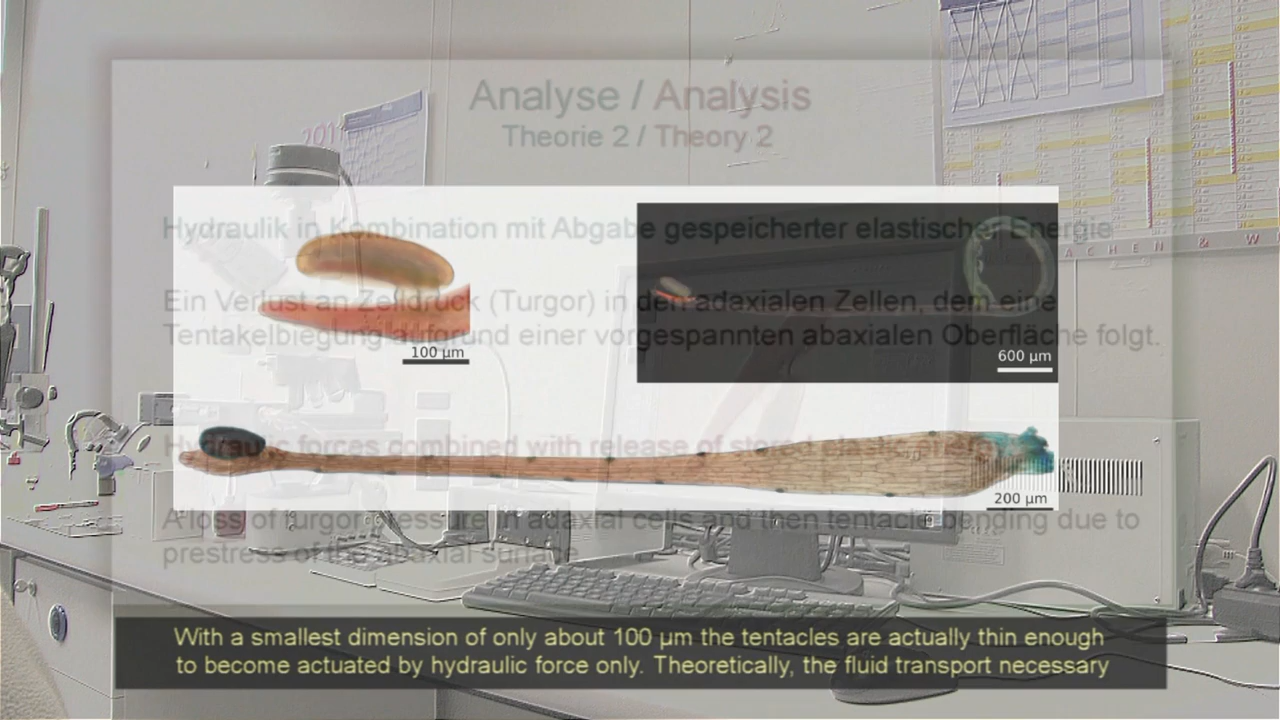 2011
Analyse / Analysis
Theorie 2 / Theory 2
Hydraulik in Kombination mit Abgabe gespeicherter elastischer Energie
ACHEN & W
Ein Verlust an Zelldruck (Turgor) in den adaxialen Zellen, dem eine
Tentakelbiegung aufgrund einer vorgespannten abaxialen Oberfläche folgt.
100 µm
600 µm
Hydraulic forces combined with release of stored elastic energy
200 µm
A loss of turgor pressure in adaxial cells and then tentacle bending due to
prestress of the abaxial surface
With a smallest dimension of only about 100 µm the tentacles are actually thin enough
to become actuated by hydraulic force only. Theoretically, the fluid transport necessary